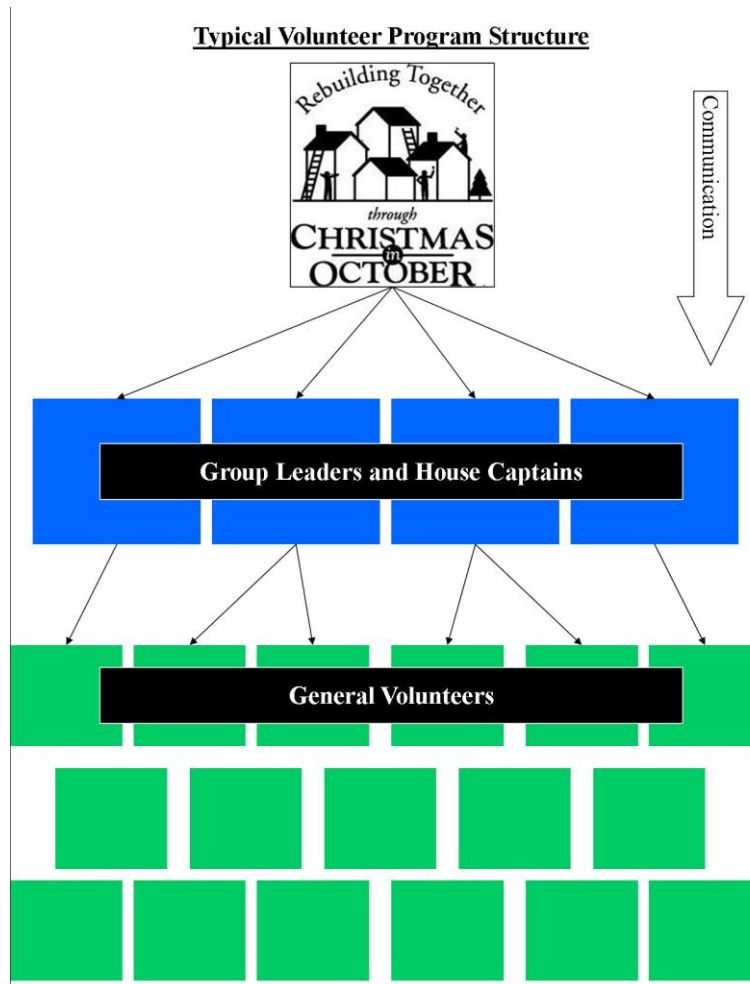 Typical Volunteer Program Structure
Rebuilding Together
through
CHRISTMAS
in
OCTOBER
Communication
Group Leaders and House Captains
General Volunteers